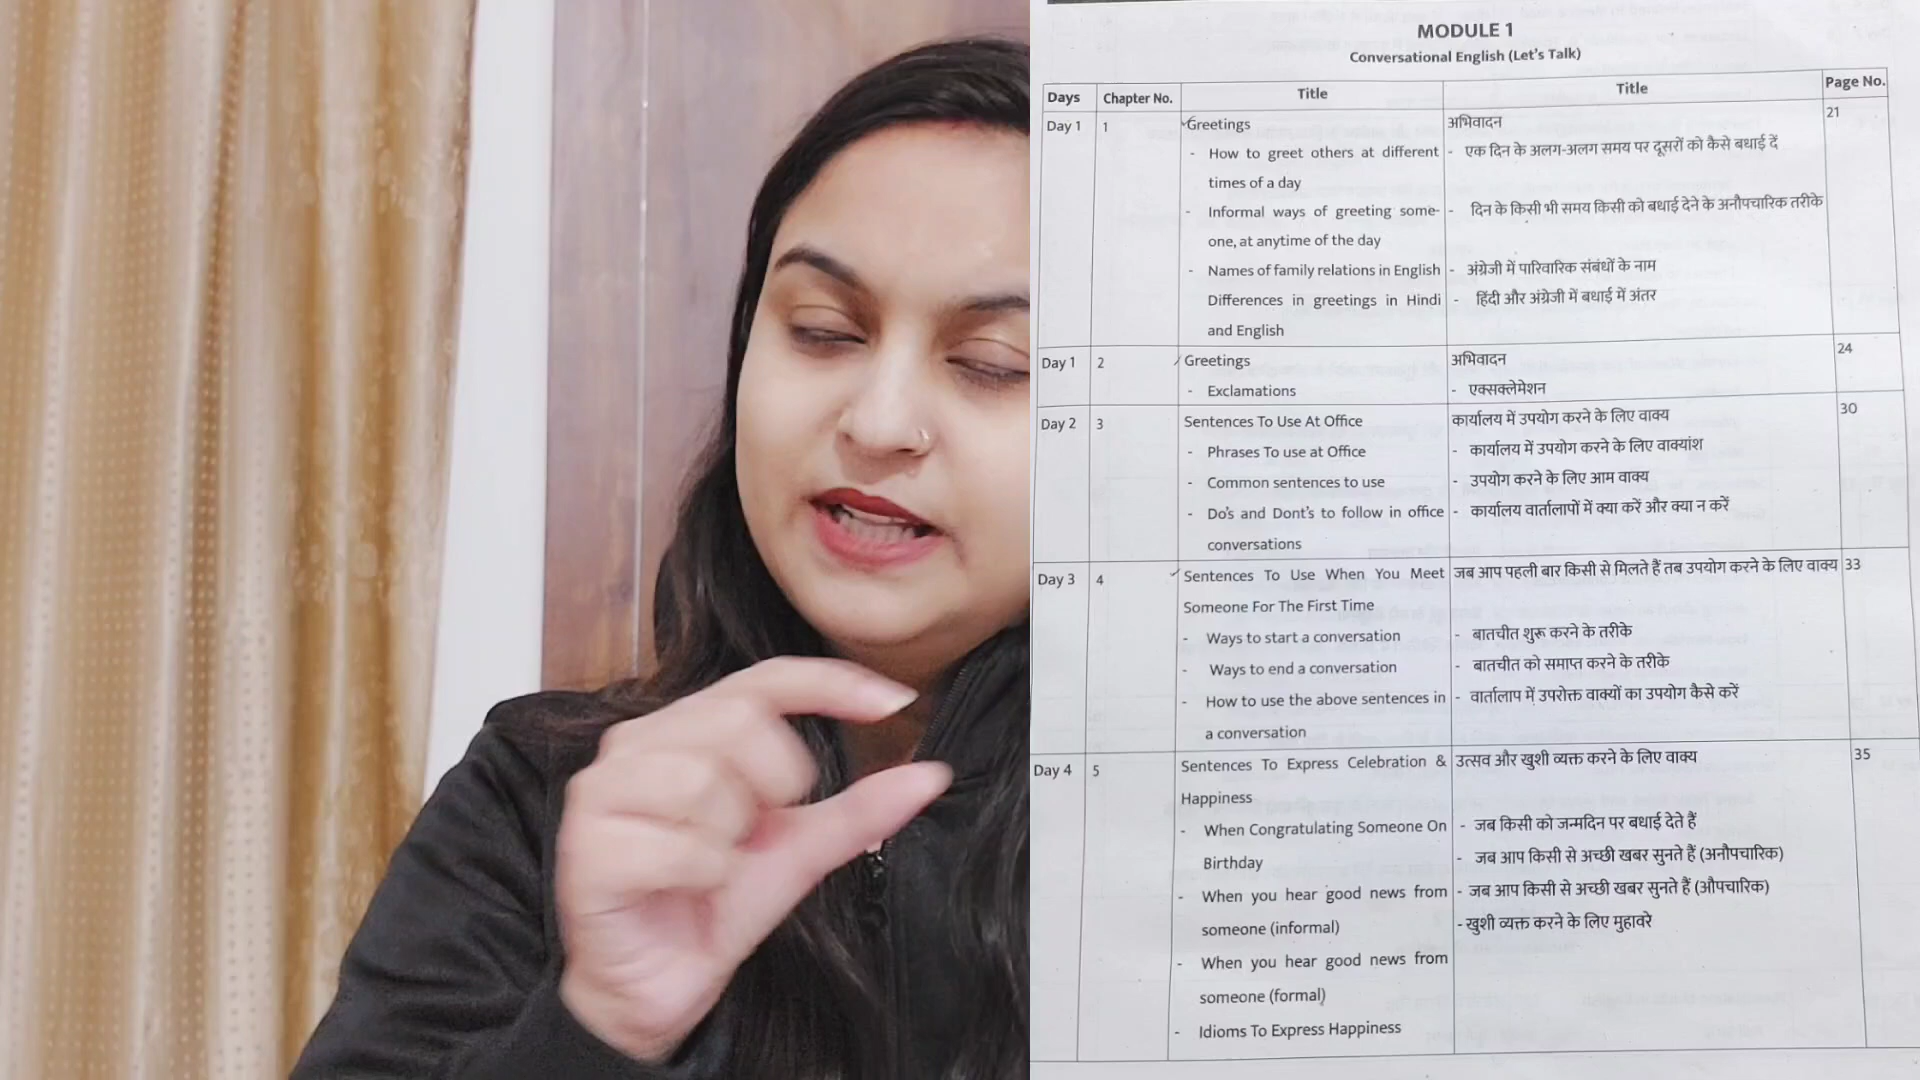 MODULE 1
Conversational English (Let's Talk)
Days Chapter No. Title Title Page No.
Day 1 1 Greetings अभिवादन 21
- How to greet others at different - एक दिन के अलग-अलग समय पर दूसरों को कैसे बधाई दें
times of a day
- Informal ways of greeting some- - दिन के किसी भी समय किसी को बधाई देने के अनौपचारिक तरीके
one, at anytime of the day
- Names of family relations in English - अंग्रेजी में पारिवारिक संबंधों के नाम
Differences in greetings in Hindi - हिंदी और अंग्रेजी में बधाई में अंतर
and English
Day 1 2 Greetings अभिवादन 24
- Exclamations - एक्सक्लेमेशन
Day 2 3 Sentences To Use At Office कार्यालय में उपयोग करने के लिए वाक्य 30
- Phrases To use at Office - कार्यालय में उपयोग करने के लिए वाक्यांश
- Common sentences to use - उपयोग करने के लिए आम वाक्य
- Do's and Dont's to follow in office - कार्यालय वार्तालापों में क्या करें और क्या न करें
conversations
Day 3 4 Sentences To Use When You Meet जब आप पहली बार किसी से मिलते हैं तब उपयोग करने के लिए वाक्य 33
Someone For The First Time
- Ways to start a conversation - बातचीत शुरू करने के तरीके
- Ways to end a conversation - बातचीत को समाप्त करने के तरीके
- How to use the above sentences in - वार्तालाप में उपरोक्त वाक्यों का उपयोग कैसे करें
a conversation
Day 4 5 Sentences To Express Celebration & उत्सव और खुशी व्यक्त करने के लिए वाक्य 35
Happiness
- When Congratulating Someone On - जब किसी को जन्मदिन पर बधाई देते हैं
Birthday - जब आप किसी से अच्छी खबर सुनते हैं (अनौपचारिक)
- When you hear good news from - जब आप किसी से अच्छी खबर सुनते हैं (औपचारिक)
someone (informal) - खुशी व्यक्त करने के लिए मुहावरे
- When you hear good news from
someone (formal)
- Idioms To Express Happiness